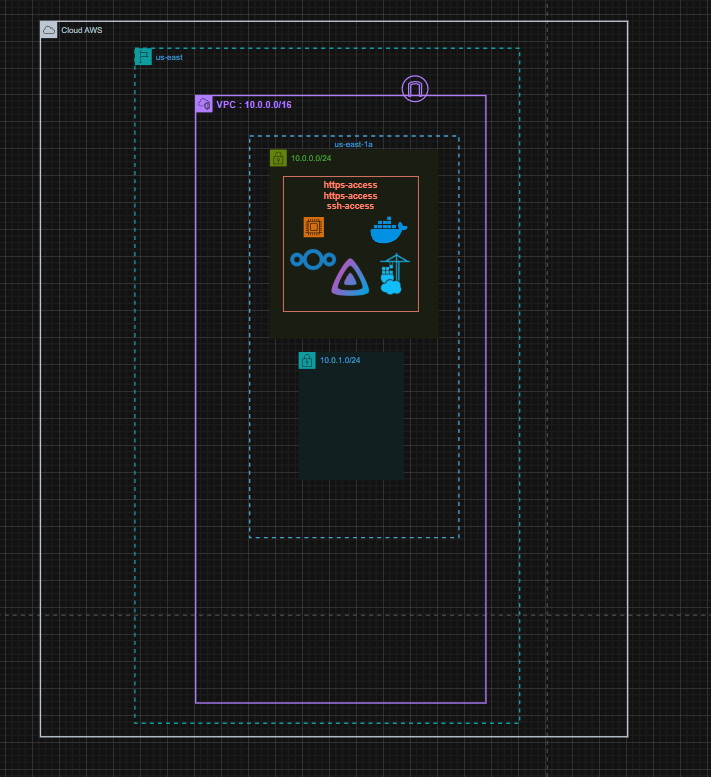 Cloud AWS
us-east
VPC : 10.0.0.0/16
us-east-1a
10.0.0.0/24
https-access
https-access
ssh-access
10.0.1.0/24